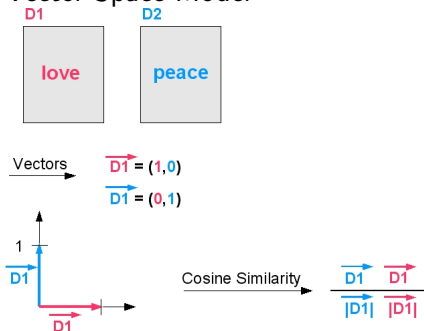 Vector Space Model
D1 D2
love peace
Vectors D1 = (1,0)
D1 = (0,1)
1
D1
D1
Cosine Similarity
D1 D1
|D1| |D1|